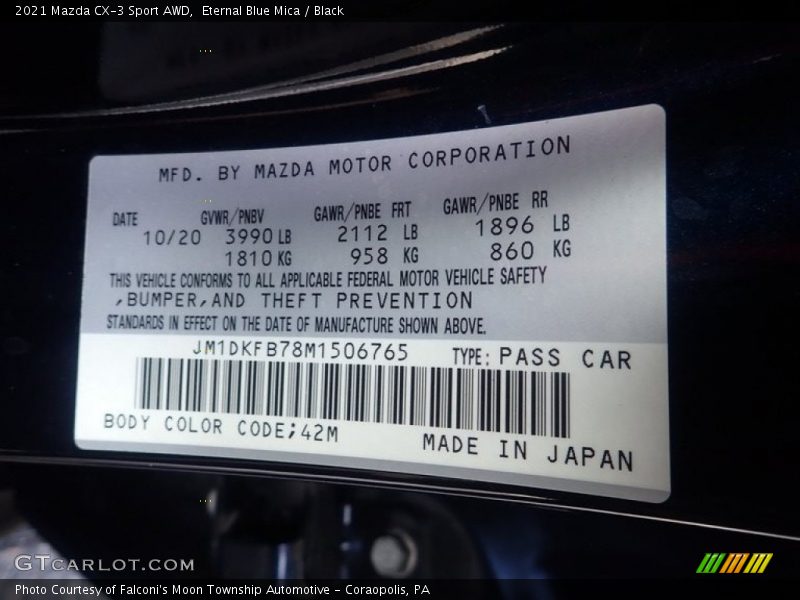 2021 Mazda CX-3 Sport AWD,  Eternal Blue Mica / Black
MFD. BY MAZDA MOTOR CORPORATION
DATE GVWR/PNBV GAWR/PNBE FRT GAWR/PNBE RR
10/20 3990 LB 2112 LB 1896 LB
1810 KG 958 KG 860 KG
THIS VEHICLE CONFORMS TO ALL APPLICABLE FEDERAL MOTOR VEHICLE SAFETY
,BUMPER,AND THEFT PREVENTION
STANDARDS IN EFFECT ON THE DATE OF MANUFACTURE SHOWN ABOVE.
JM1DKFB78M1506765 TYPE: PASS CAR
BODY COLOR CODE;42M
MADE IN JAPAN
GTCARLOT.COM
Photo Courtesy of Falconi's Moon Township Automotive - Coraopolis, PA